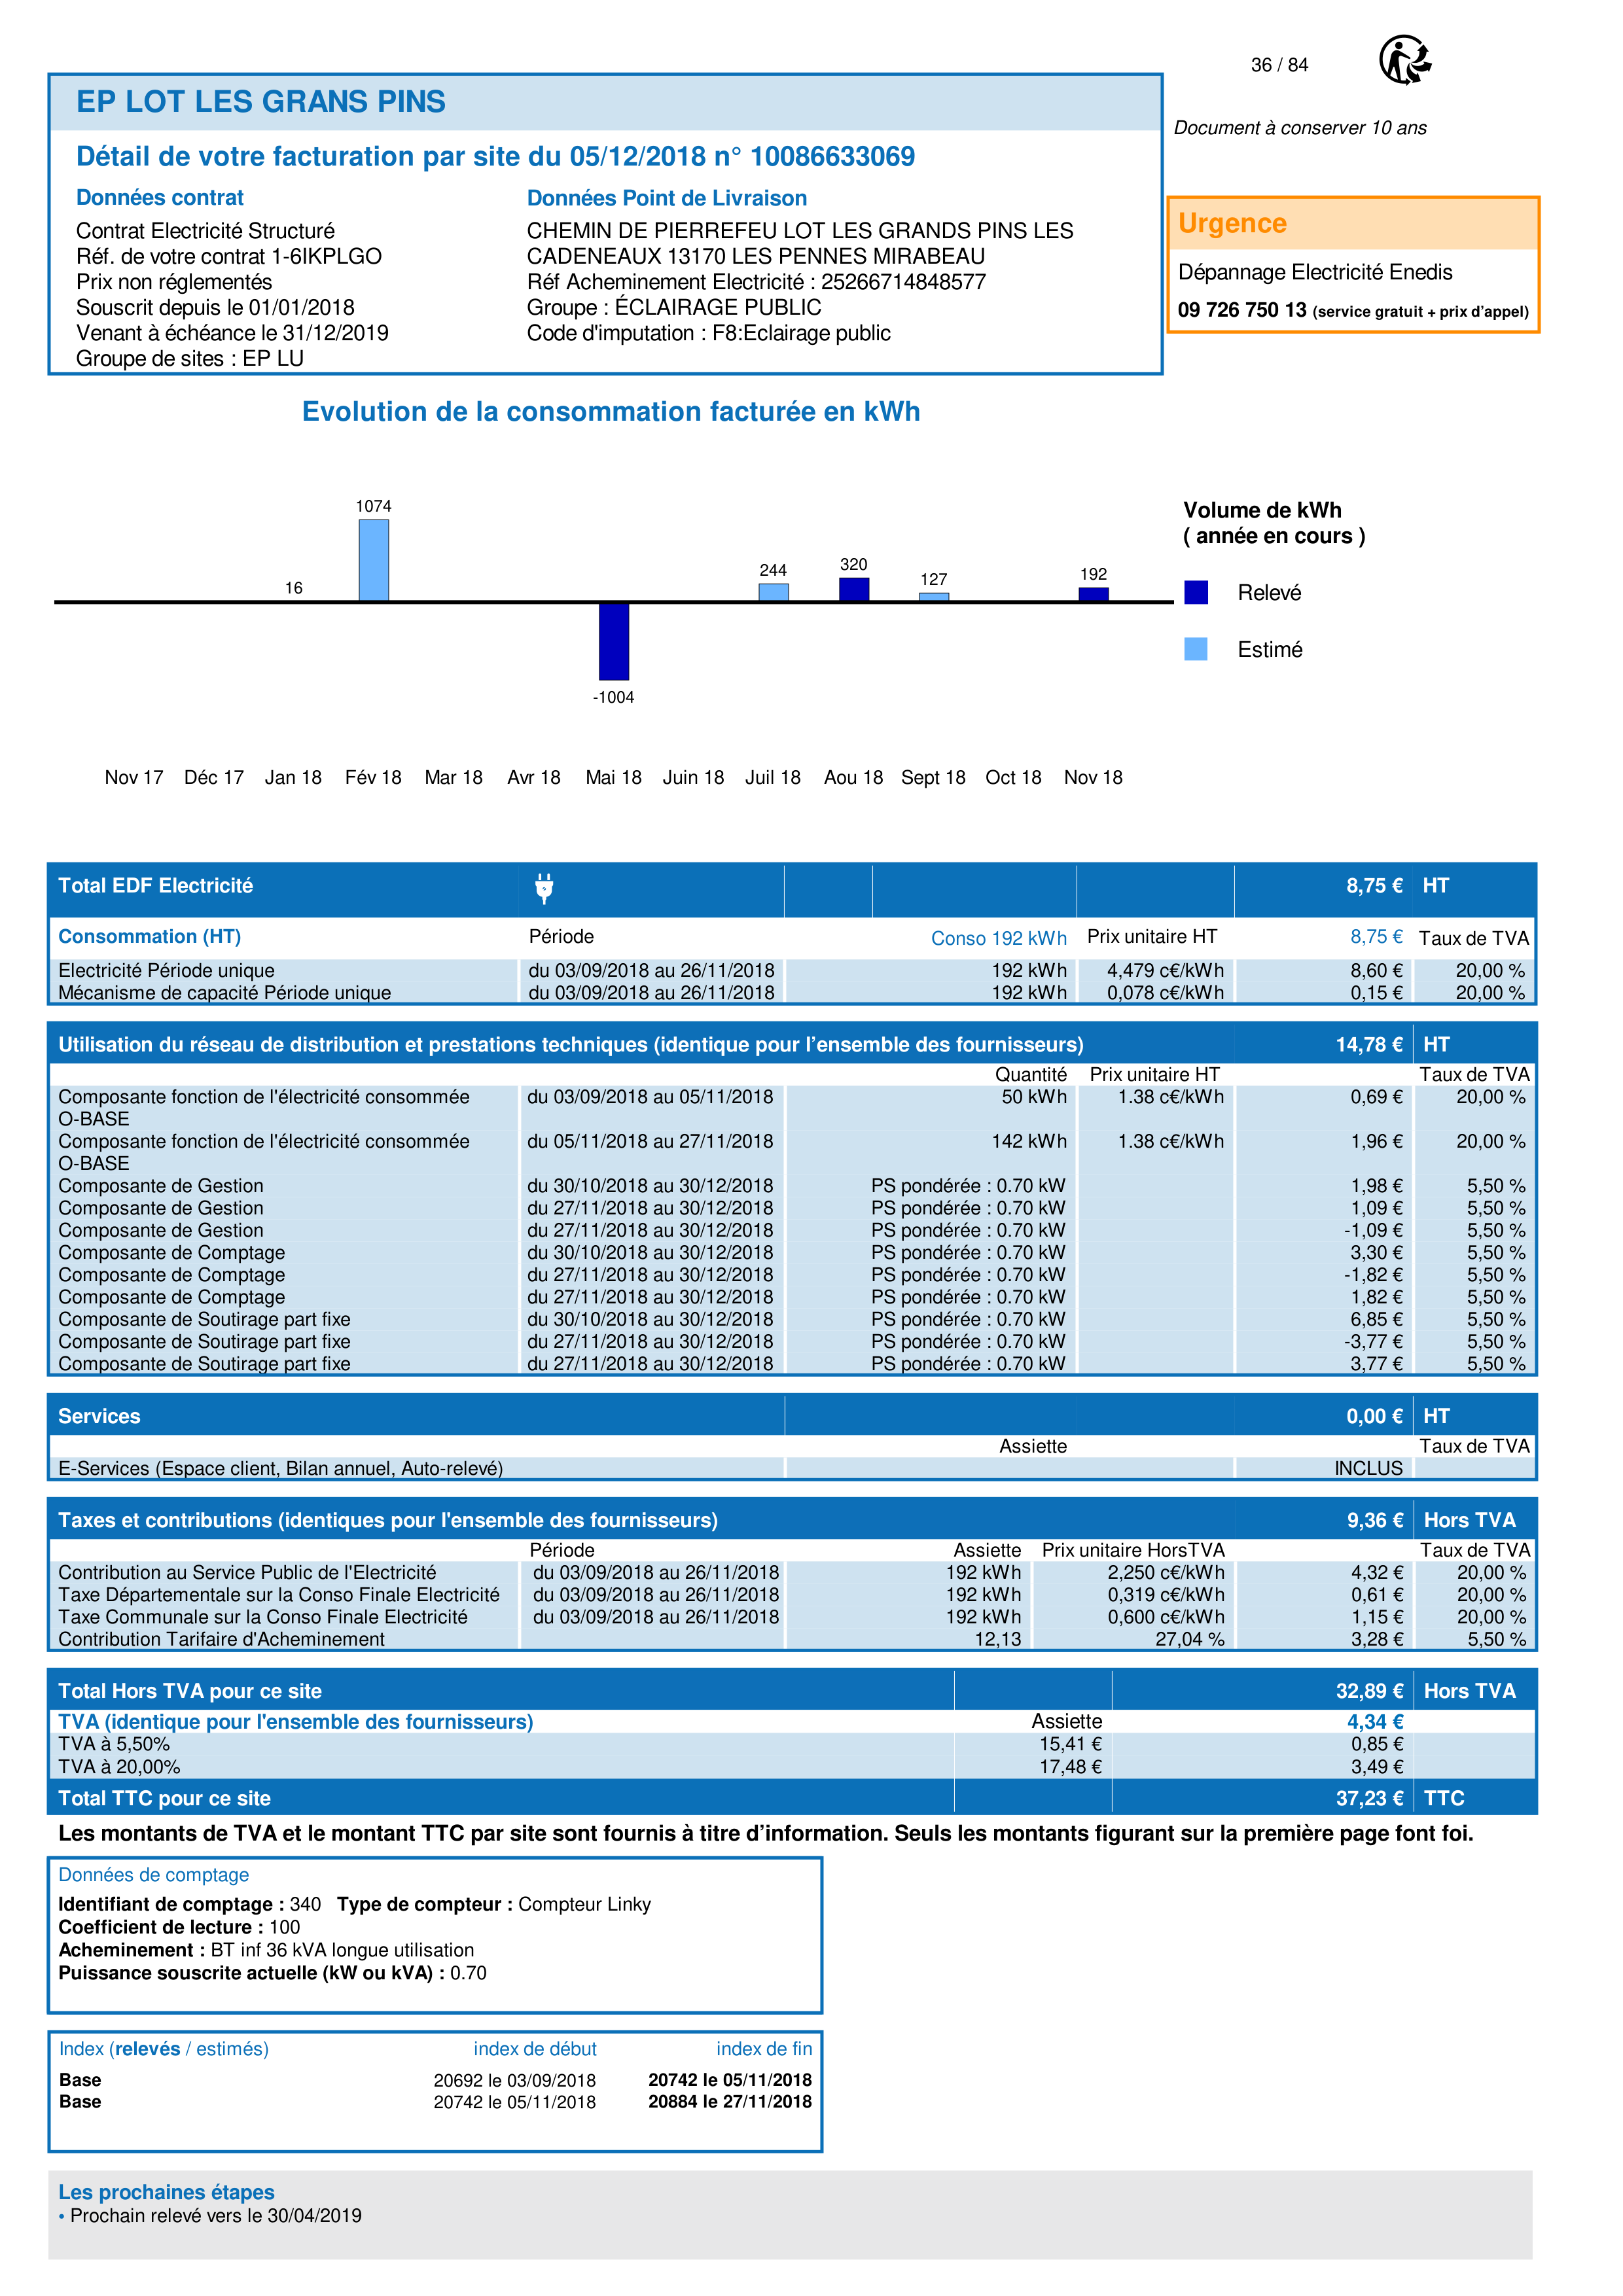 36 / 84
EP LOT LES GRANS PINS
Document à conserver 10 ans
Détail de votre facturation par site du 05/12/2018 n° 10086633069
Données contrat
Contrat Electricité Structuré
Réf. de votre contrat 1-6IKPLGO
Prix non réglementés
Souscrit depuis le 01/01/2018
Venant à échéance le 31/12/2019
Groupe de sites : EP LU
Données Point de Livraison
CHEMIN DE PIERREFEU LOT LES GRANDS PINS LES
CADENEAUX 13170 LES PENNES MIRABEAU
Réf Acheminement Electricité : 25266714848577
Groupe : ÉCLAIRAGE PUBLIC
Code d'imputation : F8:Eclairage public
Urgence
Dépannage Electricité Enedis
09 726 750 13 (service gratuit + prix d’appel)
Evolution de la consommation facturée en kWh
16 1074 -1004 244 320 127 192
Volume de kWh
( année en cours )
Relevé
Estimé
Nov 17 Déc 17 Jan 18 Fév 18 Mar 18 Avr 18 Mai 18 Juin 18 Juil 18 Aou 18 Sept 18 Oct 18 Nov 18
Total EDF Electricité 8,75 € HT
Consommation (HT) Période Conso 192 kWh Prix unitaire HT 8,75 € Taux de TVA
Electricité Période unique du 03/09/2018 au 26/11/2018 192 kWh 4,479 c€/kWh 8,60 € 20,00 %
Mécanisme de capacité Période unique du 03/09/2018 au 26/11/2018 192 kWh 0,078 c€/kWh 0,15 € 20,00 %
Utilisation du réseau de distribution et prestations techniques (identique pour l’ensemble des fournisseurs) 14,78 € HT
Quantité Prix unitaire HT Taux de TVA
Composante fonction de l'électricité consommée du 03/09/2018 au 05/11/2018 50 kWh 1.38 c€/kWh 0,69 € 20,00 %
O-BASE
Composante fonction de l'électricité consommée du 05/11/2018 au 27/11/2018 142 kWh 1.38 c€/kWh 1,96 € 20,00 %
O-BASE
Composante de Gestion du 30/10/2018 au 30/12/2018 PS pondérée : 0.70 kW 1,98 € 5,50 %
Composante de Gestion du 27/11/2018 au 30/12/2018 PS pondérée : 0.70 kW 1,09 € 5,50 %
Composante de Gestion du 27/11/2018 au 30/12/2018 PS pondérée : 0.70 kW -1,09 € 5,50 %
Composante de Comptage du 30/10/2018 au 30/12/2018 PS pondérée : 0.70 kW 3,30 € 5,50 %
Composante de Comptage du 27/11/2018 au 30/12/2018 PS pondérée : 0.70 kW -1,82 € 5,50 %
Composante de Comptage du 27/11/2018 au 30/12/2018 PS pondérée : 0.70 kW 1,82 € 5,50 %
Composante de Soutirage part fixe du 30/10/2018 au 30/12/2018 PS pondérée : 0.70 kW 6,85 € 5,50 %
Composante de Soutirage part fixe du 27/11/2018 au 30/12/2018 PS pondérée : 0.70 kW -3,77 € 5,50 %
Composante de Soutirage part fixe du 27/11/2018 au 30/12/2018 PS pondérée : 0.70 kW 3,77 € 5,50 %
Services 0,00 € HT
Assiette Taux de TVA
E-Services (Espace client, Bilan annuel, Auto-relevé) INCLUS
Taxes et contributions (identiques pour l'ensemble des fournisseurs) 9,36 € Hors TVA
Période Assiette Prix unitaire HorsTVA Taux de TVA
Contribution au Service Public de l'Electricité du 03/09/2018 au 26/11/2018 192 kWh 2,250 c€/kWh 4,32 € 20,00 %
Taxe Départementale sur la Conso Finale Electricité du 03/09/2018 au 26/11/2018 192 kWh 0,319 c€/kWh 0,61 € 20,00 %
Taxe Communale sur la Conso Finale Electricité du 03/09/2018 au 26/11/2018 192 kWh 0,600 c€/kWh 1,15 € 20,00 %
Contribution Tarifaire d'Acheminement 12,13 27,04 % 3,28 € 5,50 %
Total Hors TVA pour ce site 32,89 € Hors TVA
TVA (identique pour l'ensemble des fournisseurs) Assiette 4,34 €
TVA à 5,50% 15,41 € 0,85 €
TVA à 20,00% 17,48 € 3,49 €
Total TTC pour ce site 37,23 € TTC
Les montants de TVA et le montant TTC par site sont fournis à titre d’information. Seuls les montants figurant sur la première page font foi.
Données de comptage
Identifiant de comptage : 340 Type de compteur : Compteur Linky
Coefficient de lecture : 100
Acheminement : BT inf 36 kVA longue utilisation
Puissance souscrite actuelle (kW ou kVA) : 0.70
Index (relevés / estimés) index de début index de fin
Base 20692 le 03/09/2018 20742 le 05/11/2018
Base 20742 le 05/11/2018 20884 le 27/11/2018
Les prochaines étapes
• Prochain relevé vers le 30/04/2019